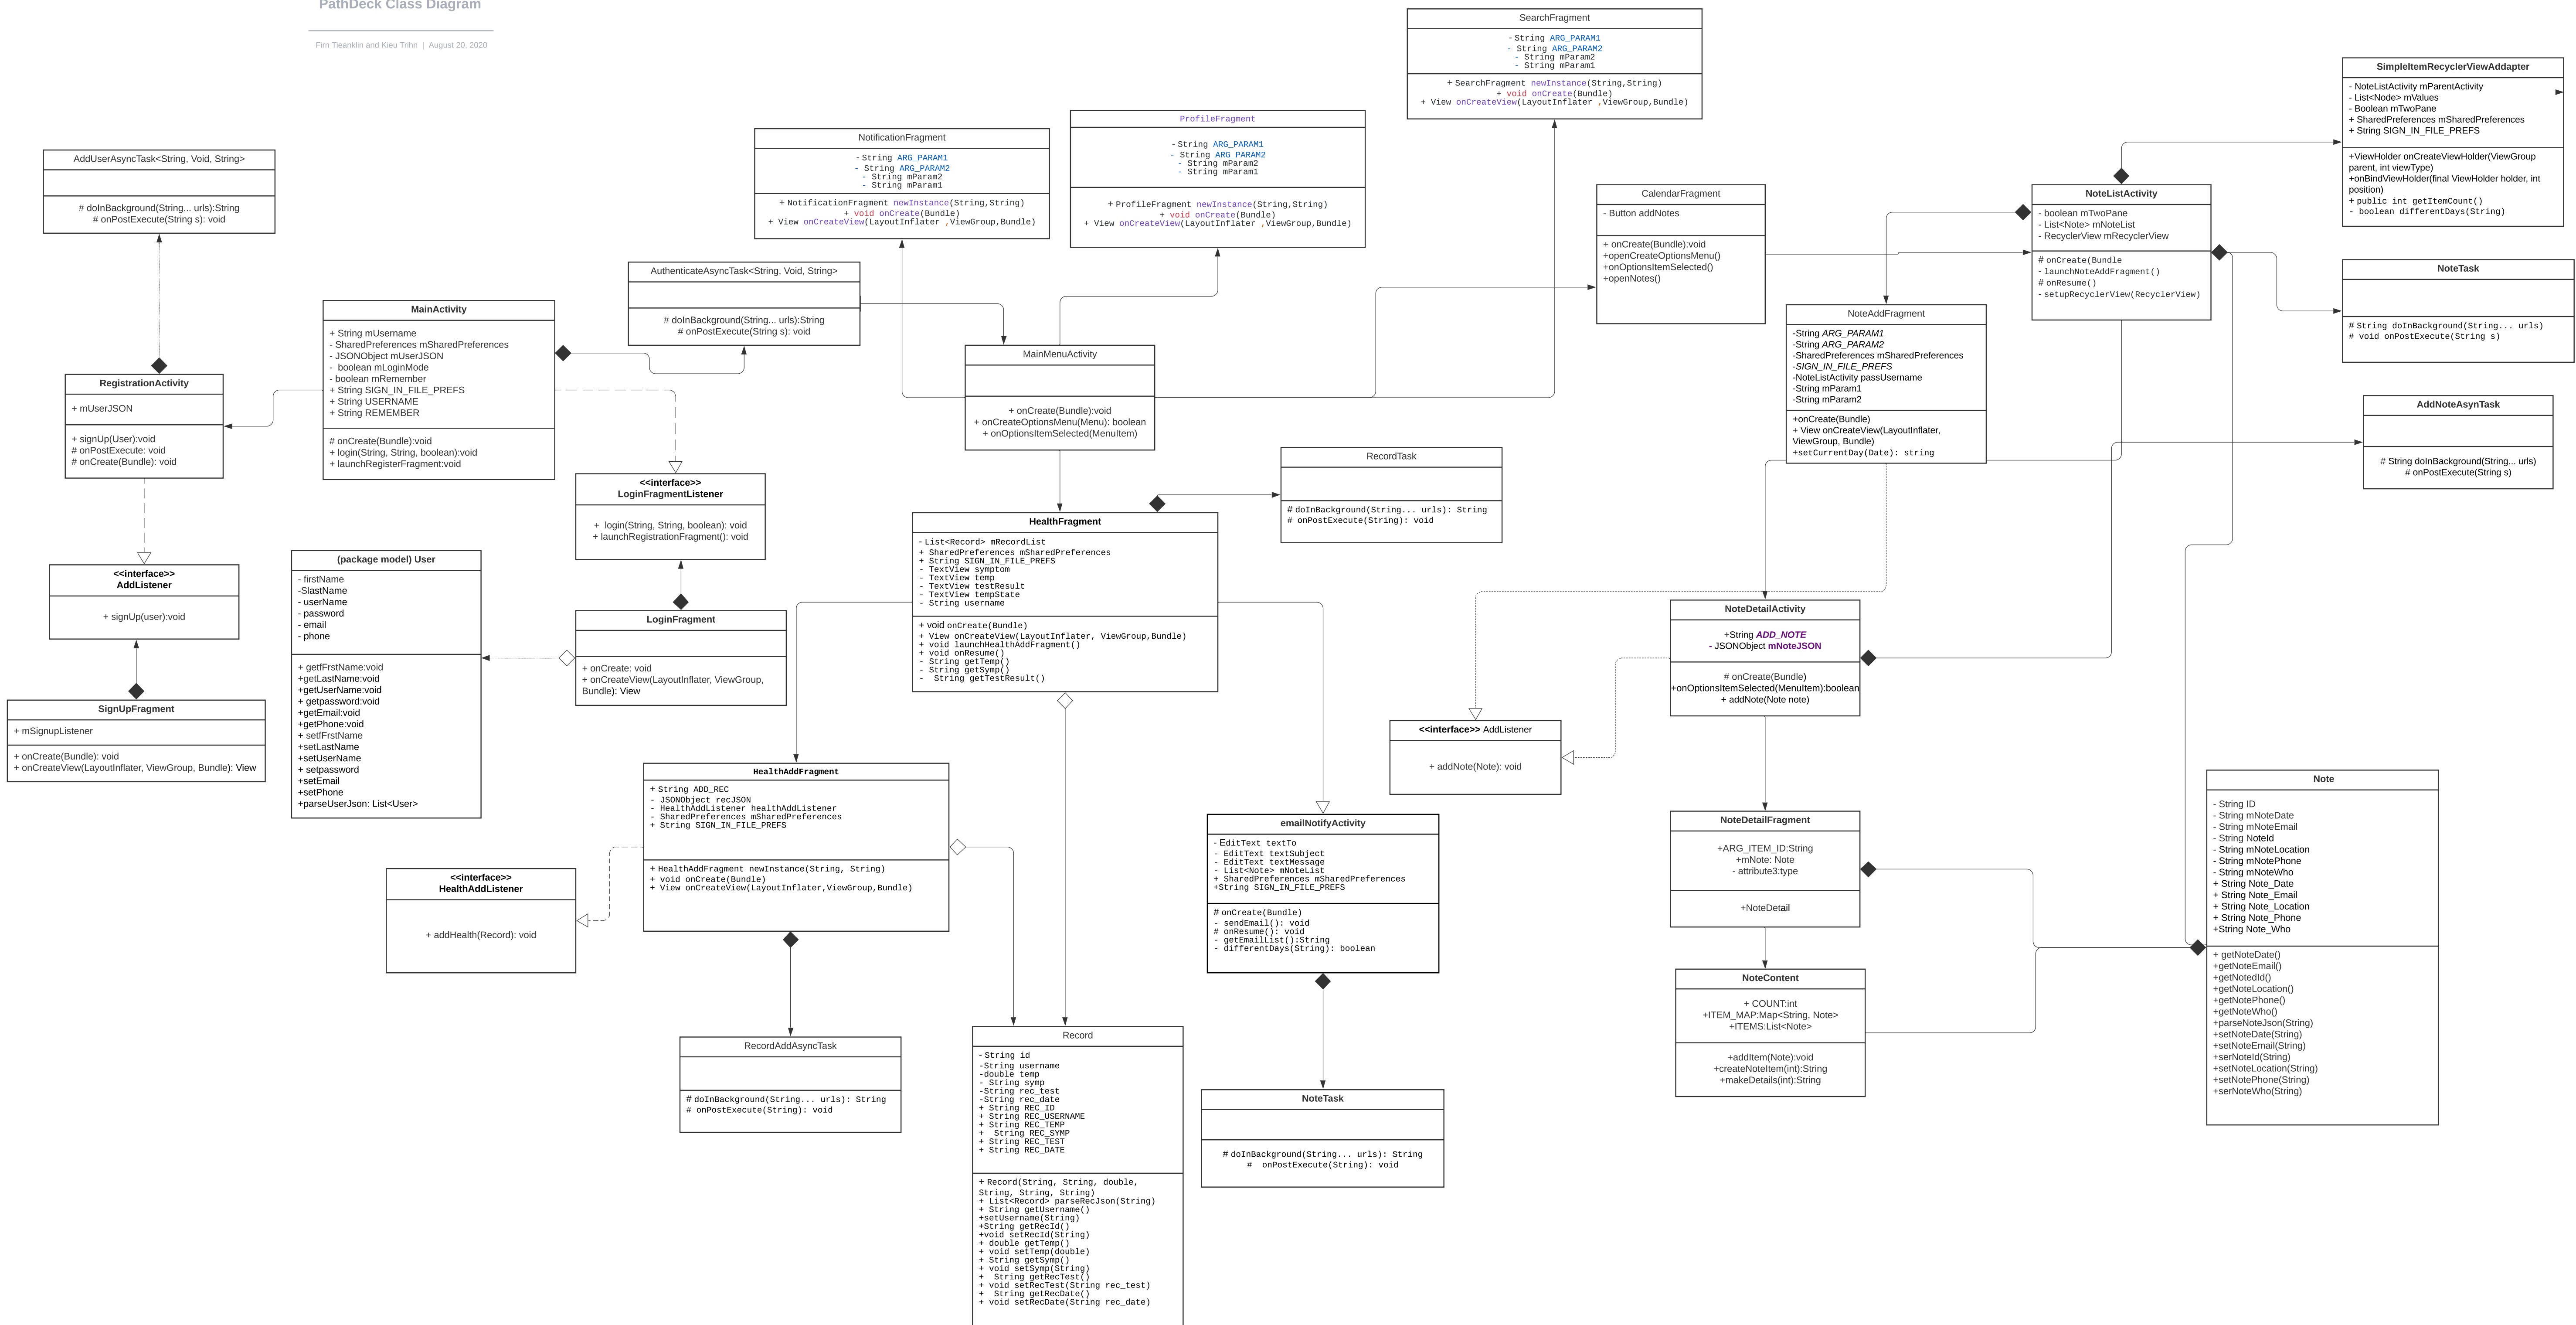 PathDeck Class Diagram
Firn Tieanklin and Kieu Trihn | August 20, 2020
SearchFragment
- String ARG_PARAM1
- String ARG_PARAM2
- String mParam2
- String mParam1
+ SearchFragment newInstance(String,String)
+ void onCreate(Bundle)
+ View onCreateView(LayoutInflater ,ViewGroup,Bundle)
SimpleItemRecyclerViewAddapter
- NoteListActivity mParentActivity
- List<Node> mValues
- Boolean mTwoPane
+ SharedPreferences mSharedPreferences
+ String SIGN_IN_FILE_PREFS
+ViewHolder onCreateViewHolder(ViewGroup
parent, int viewType)
+onBindViewHolder(final ViewHolder holder, int
position)
+ public int getItemCount()
- boolean differentDays(String)
ProfileFragment
- String ARG_PARAM1
- String ARG_PARAM2
- String mParam2
- String mParam1
+ ProfileFragment newInstance(String,String)
+ void onCreate(Bundle)
+ View onCreateView(LayoutInflater ,ViewGroup,Bundle)
NotificationFragment
- String ARG_PARAM1
- String ARG_PARAM2
- String mParam2
- String mParam1
+ NotificationFragment newInstance(String,String)
+ void onCreate(Bundle)
+ View onCreateView(LayoutInflater ,ViewGroup,Bundle)
AddUserAsyncTask<String, Void, String>
# doInBackground(String... urls):String
# onPostExecute(String s): void
CalendarFragment
- Button addNotes
+ onCreate(Bundle):void
+openCreateOptionsMenu()
+onOptionsItemSelected()
+openNotes()
NoteListActivity
- boolean mTwoPane
- List<Note> mNoteList
- RecyclerView mRecyclerView
# onCreate(Bundle
- launchNoteAddFragment()
# onResume()
- setupRecyclerView(RecyclerView)
NoteTask
# String doInBackground(String... urls)
# void onPostExecute(String s)
AuthenticateAsyncTask<String, Void, String>
# doInBackground(String... urls):String
# onPostExecute(String s): void
MainActivity
+ String mUsername
- SharedPreferences mSharedPreferences
- JSONObject mUserJSON
- boolean mLoginMode
- boolean mRemember
+ String SIGN_IN_FILE_PREFS
+ String USERNAME
+ String REMEMBER
# onCreate(Bundle):void
+ login(String, String, boolean):void
+ launchRegisterFragment:void
NoteAddFragment
-String ARG_PARAM1
-String ARG_PARAM2
-SharedPreferences mSharedPreferences
-SIGN_IN_FILE_PREFS
-NoteListActivity passUsername
-String mParam1
-String mParam2
+onCreate(Bundle)
+ View onCreateView(LayoutInflater,
ViewGroup, Bundle)
+setCurrentDay(Date): string
MainMenuActivity
+ onCreate(Bundle):void
+ onCreateOptionsMenu(Menu): boolean
+ onOptionsItemSelected(MenuItem)
RegistrationActivity
+ mUserJSON
+ signUp(User):void
# onPostExecute: void
# onCreate(Bundle): void
AddNoteAsynTask
# String doInBackground(String... urls)
# onPostExecute(String s)
RecordTask
# doInBackground(String... urls): String
# onPostExecute(String): void
<<interface>>
LoginFragmentListener
+ login(String, String, boolean): void
+ launchRegistrationFragment(): void
HealthFragment
- List<Record> mRecordList
+ SharedPreferences mSharedPreferences
+ String SIGN_IN_FILE_PREFS
- TextView symptom
- TextView temp
- TextView testResult
- TextView tempState
- String username
+ void onCreate(Bundle)
+ View onCreateView(LayoutInflater, ViewGroup,Bundle)
+ void launchHealthAddFragment()
+ void onResume()
- String getTemp()
- String getSymp()
- String getTestResult()
(package model) User
- firstName
-SlastName
- userName
- password
- email
- phone
+ getfFrstName:void
+getLastName:void
+getUserName:void
+ getpassword:void
+getEmail:void
+getPhone:void
+ setfFrstName
+setLastName
+setUserName
+ setpassword
+setEmail
+setPhone
+parseUserJson: List<User>
<<interface>>
AddListener
+ signUp(user):void
LoginFragment
+ onCreate: void
+ onCreateView(LayoutInflater, ViewGroup,
Bundle): View
NoteDetailActivity
+String ADD_NOTE
- JSONObject mNoteJSON
# onCreate(Bundle)
+onOptionsItemSelected(MenuItem):boolean
+ addNote(Note note)
SignUpFragment
+ mSignupListener
+ onCreate(Bundle): void
+ onCreateView(LayoutInflater, ViewGroup, Bundle): View
<<interface>> AddListener
+ addNote(Note): void
HealthAddFragment
+ String ADD_REC
- JSONObject recJSON
- HealthAddListener healthAddListener
- SharedPreferences mSharedPreferences
+ String SIGN_IN_FILE_PREFS
+ HealthAddFragment newInstance(String, String)
+ void onCreate(Bundle)
+ View onCreateView(LayoutInflater,ViewGroup,Bundle)
emailNotifyActivity
- EditText textTo
- EditText textSubject
- EditText textMessage
- List<Note> mNoteList
+ SharedPreferences mSharedPreferences
+String SIGN_IN_FILE_PREFS
# onCreate(Bundle)
- sendEmail(): void
# onResume(): void
- getEmailList():String
- differentDays(String): boolean
NoteDetailFragment
+ARG_ITEM_ID:String
+mNote: Note
- attribute3:type
+NoteDetail
Note
- String ID
- String mNoteDate
- String mNoteEmail
- String NoteId
- String mNoteLocation
- String mNotePhone
- String mNoteWho
+ String Note_Date
+ String Note_Email
+ String Note_Location
+ String Note_Phone
+String Note_Who
+ getNoteDate()
+getNoteEmail()
+getNotedId()
+getNoteLocation()
+getNotePhone()
+getNoteWho()
+parseNoteJson(String)
+setNoteDate(String)
+setNoteEmail(String)
+serNoteId(String)
+setNoteLocation(String)
+setNotePhone(String)
+serNoteWho(String)
<<interface>>
HealthAddListener
+ addHealth(Record): void
NoteContent
+ COUNT:int
+ITEM_MAP:Map<String, Note>
+ITEMS:List<Note>
+addItem(Note):void
+createNoteItem(int):String
+makeDetails(int):String
RecordAddAsyncTask
# doInBackground(String... urls): String
# onPostExecute(String): void
Record
- String id
-String username
-double temp
- String symp
-String rec_test
-String rec_date
+ String REC_ID
+ String REC_USERNAME
+ String REC_TEMP
+ String REC_SYMP
+ String REC_TEST
+ String REC_DATE
+ Record(String, String, double,
String, String, String)
+ List<Record> parseRecJson(String)
+ String getUsername()
+setUsername(String)
+String getRecId()
+void setRecId(String)
+ double getTemp()
+ void setTemp(double)
+ String getSymp()
+ void setSymp(String)
+ String getRecTest()
+ void setRecTest(String rec_test)
+ String getRecDate()
+ void setRecDate(String rec_date)
NoteTask
# doInBackground(String... urls): String
# onPostExecute(String): void